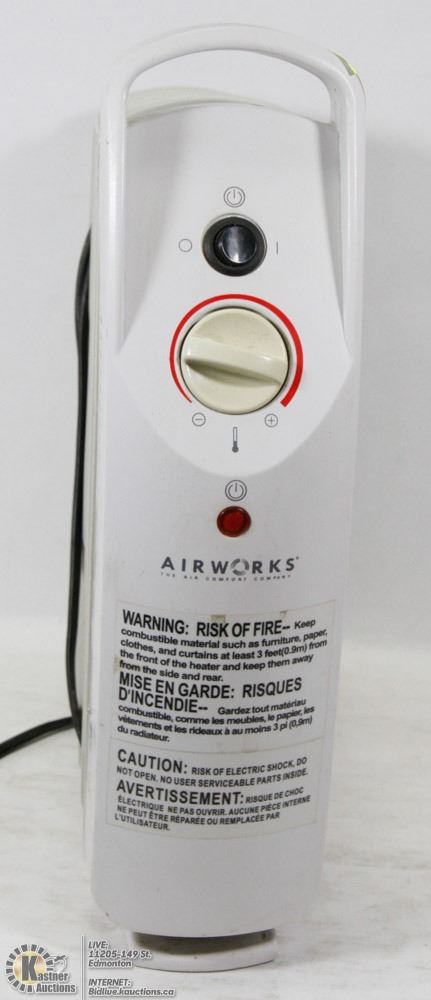 AIRWORKS
THE AIR COMFORT COMPANY
WARNING: RISK OF FIRE-- Keep
combustible material such as furniture, paper,
clothes, and curtains at least 3 feet(0.9m) from
the front of the heater and keep them away
from the side and rear.
MISE EN GARDE: RISQUES
D'INCENDIE-- Gardez tout matériau
combustible, comme les meubles, le papier, les
vêtements et les rideaux à au moins 3 pi (0,9m)
du radiateur.
CAUTION: RISK OF ELECTRIC SHOCK, DO
NOT OPEN. NO USER SERVICEABLE PARTS INSIDE.
AVERTISSEMENT: RISQUE DE CHOC
ÉLECTRIQUE NE PAS OUVRIR. AUCUNE PIÈCE INTERNE
NE PEUT ÊTRE RÉPARÉE OU REMPLACÉE PAR
L'UTILISATEUR.
K
Kastner
Auctions
LIVE:
11205-149 St.
Edmonton
INTERNET:
Bidlive.kauctions.ca